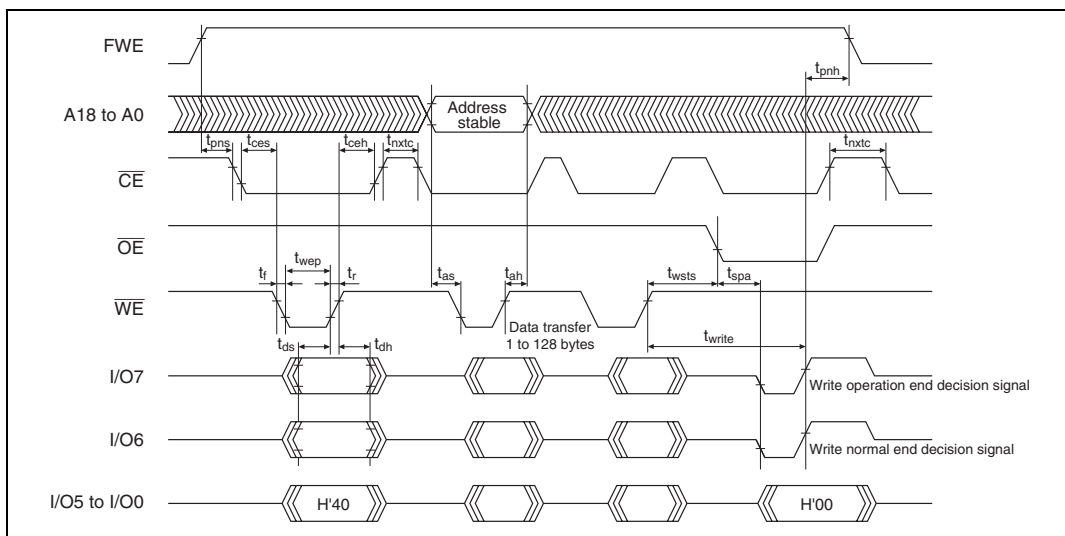 FWE
tpnh
A18 to A0
Address
stable
tpns
tces
tceh
tnxtc
tnxtc
CE
OE
twep
tf
tr
tas
tah
twsts
tspa
WE
Data transfer
1 to 128 bytes
twrite
tds
tdh
I/O7
Write operation end decision signal
I/O6
Write normal end decision signal
I/O5 to I/O0
H'40
H'00